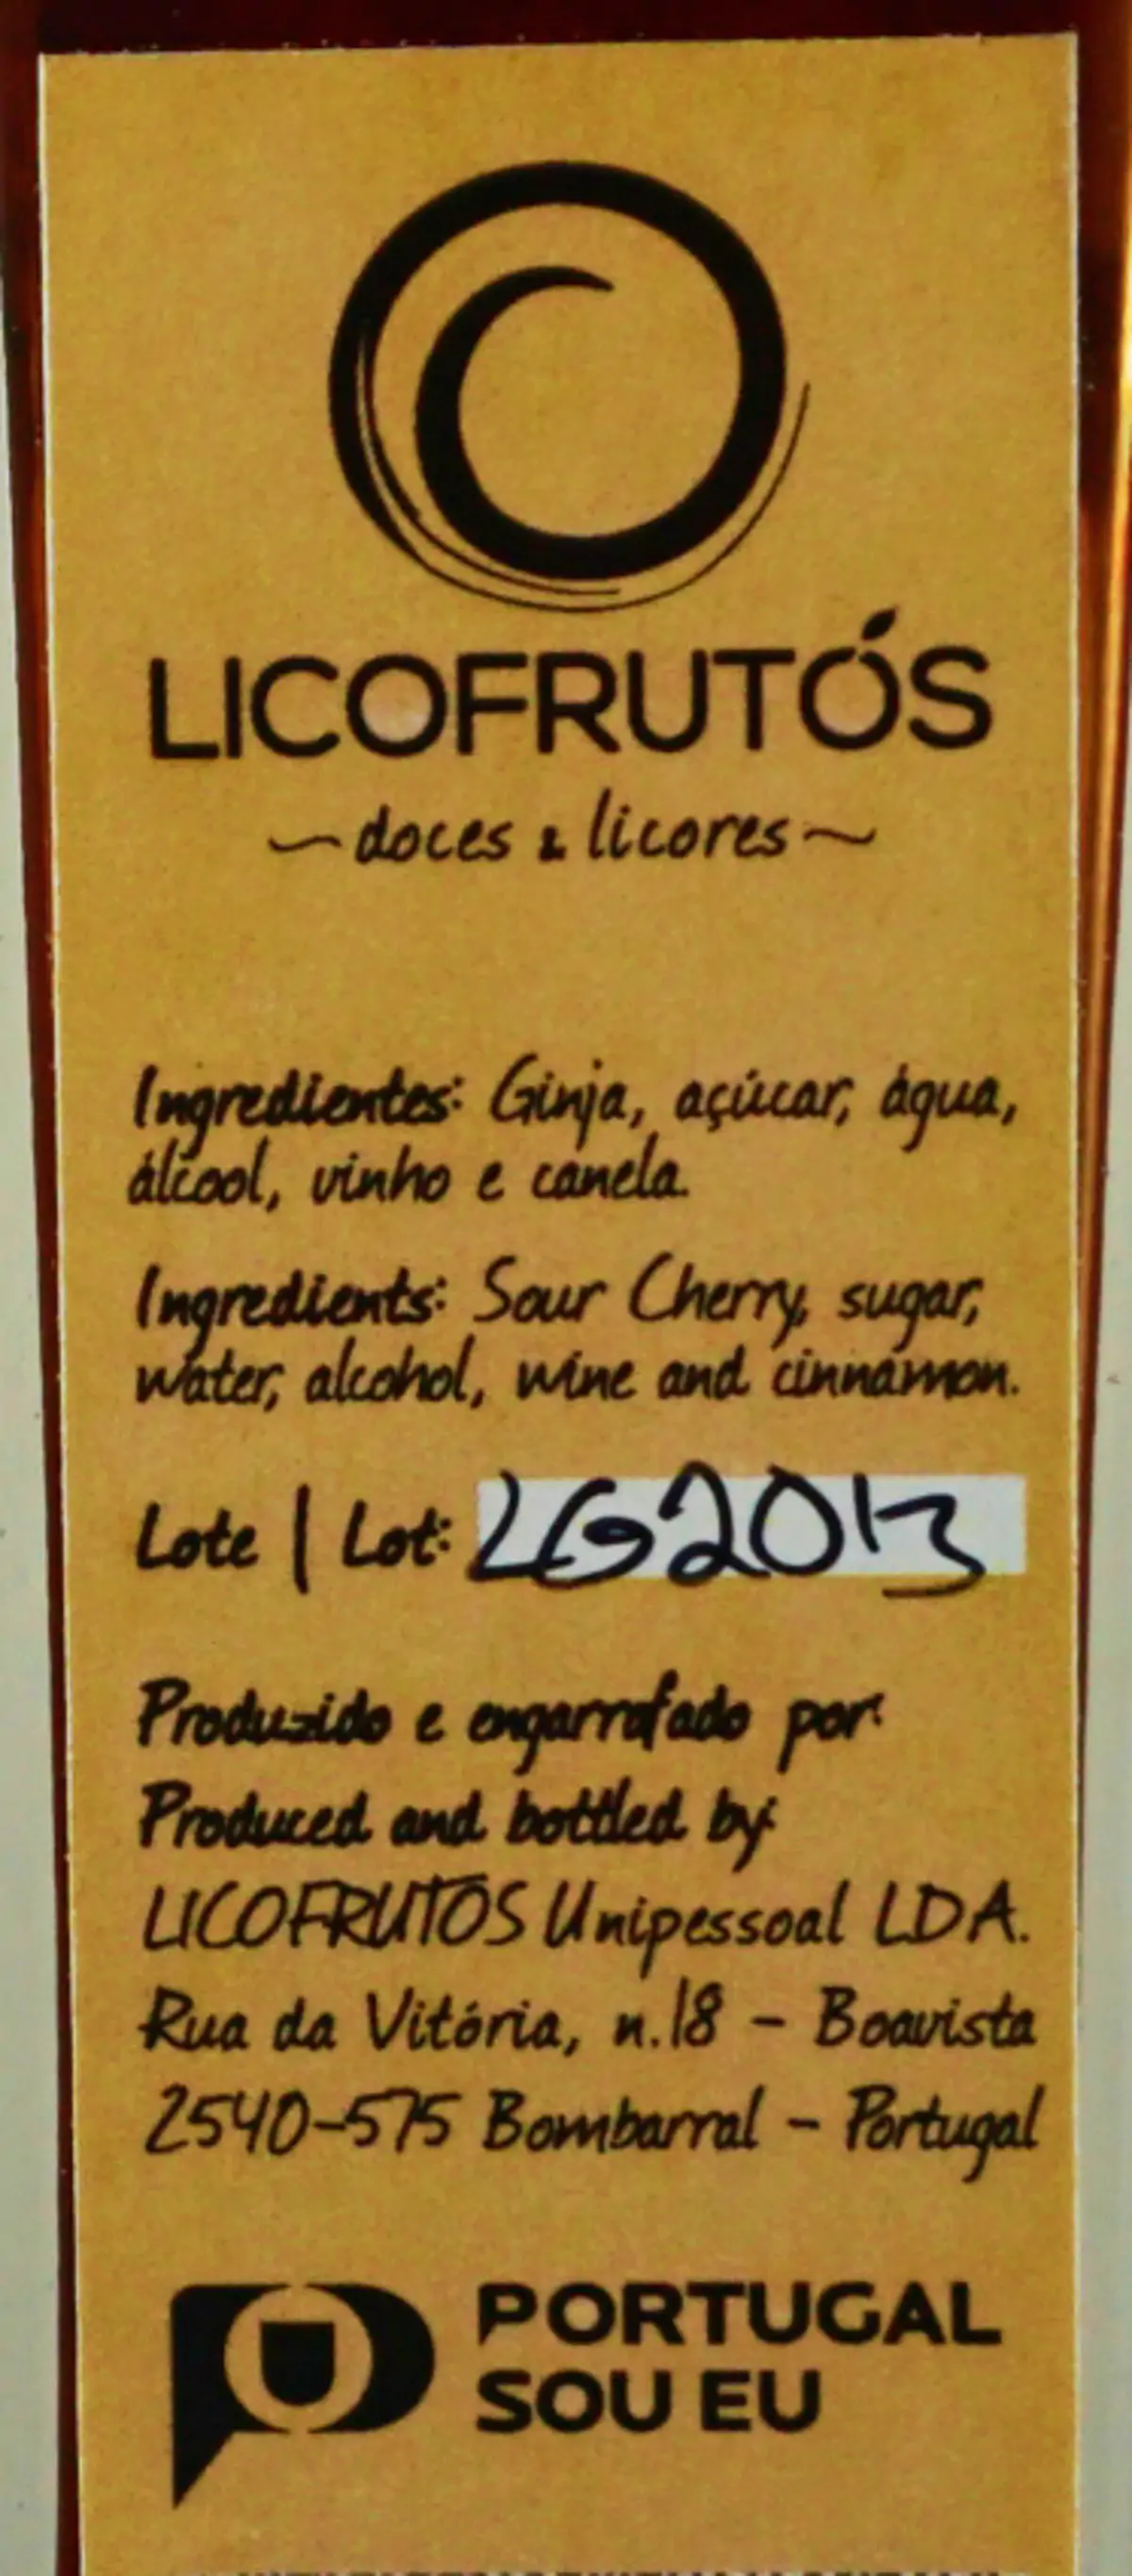 LICOFRUTÓS
~doces & licores~
Ingredientes: Ginja, açúcar, água,
álcool, vinho e canela.
Ingredients: Sour Cherry, sugar,
water, alcohol, wine and cinnamon.
Lote | Lot: LG2013
Produzido e engarrafado por:
Produced and bottled by:
LICOFRUTOS Unipessoal LDA.
Rua da Vitória, n.18 - Boavista
2540-575 Bombarral - Portugal
PORTUGAL
SOU EU